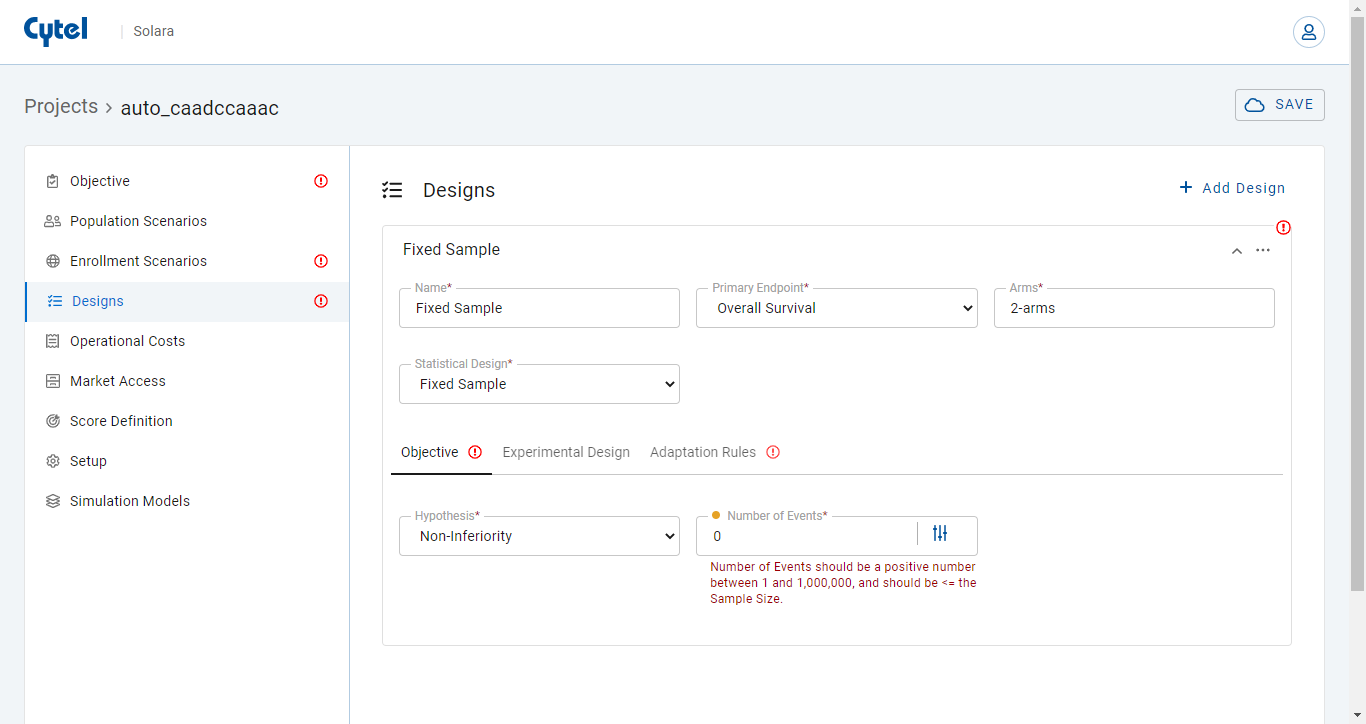 Cytel
Solara
Projects > auto_caadccaaac
SAVE
Objective
Population Scenarios
Enrollment Scenarios
Designs
Operational Costs
Market Access
Score Definition
Setup
Simulation Models
Designs
+ Add Design
Fixed Sample
Name*
Fixed Sample
Primary Endpoint*
Overall Survival
Arms*
2-arms
Statistical Design*
Fixed Sample
Objective
Experimental Design
Adaptation Rules
Hypothesis*
Non-Inferiority
Number of Events*
0
Number of Events should be a positive number
between 1 and 1,000,000, and should be <= the
Sample Size.